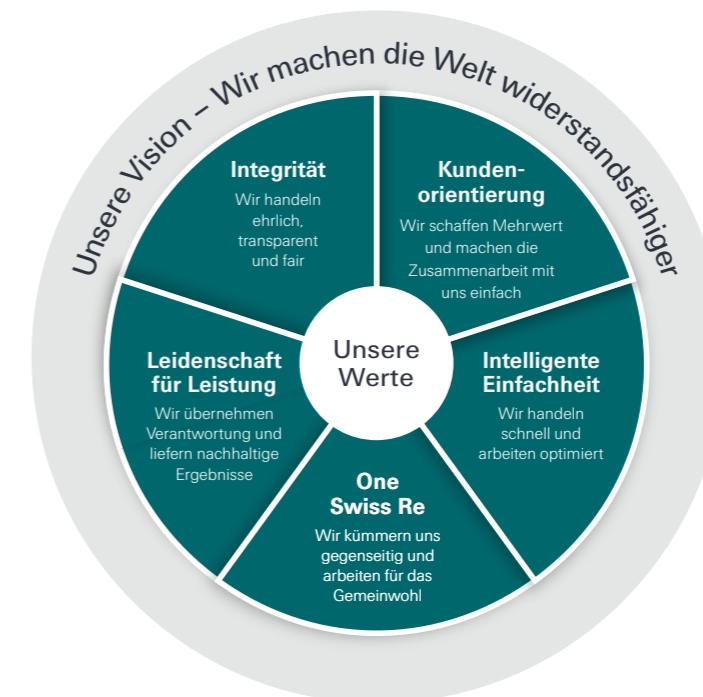 Unsere Vision – Wir machen die Welt widerstandsfähiger
Integrität
Wir handeln
ehrlich,
transparent
und fair
Kunden-
orientierung
Wir schaffen Mehrwert
und machen die
Zusammenarbeit mit
uns einfach
Unsere
Werte
Leidenschaft
für Leistung
Wir übernehmen
Verantwortung und
liefern nachhaltige
Ergebnisse
Intelligente
Einfachheit
Wir handeln
schnell und
arbeiten optimiert
One
Swiss Re
Wir kümmern uns
gegenseitig und
arbeiten für das
Gemeinwohl